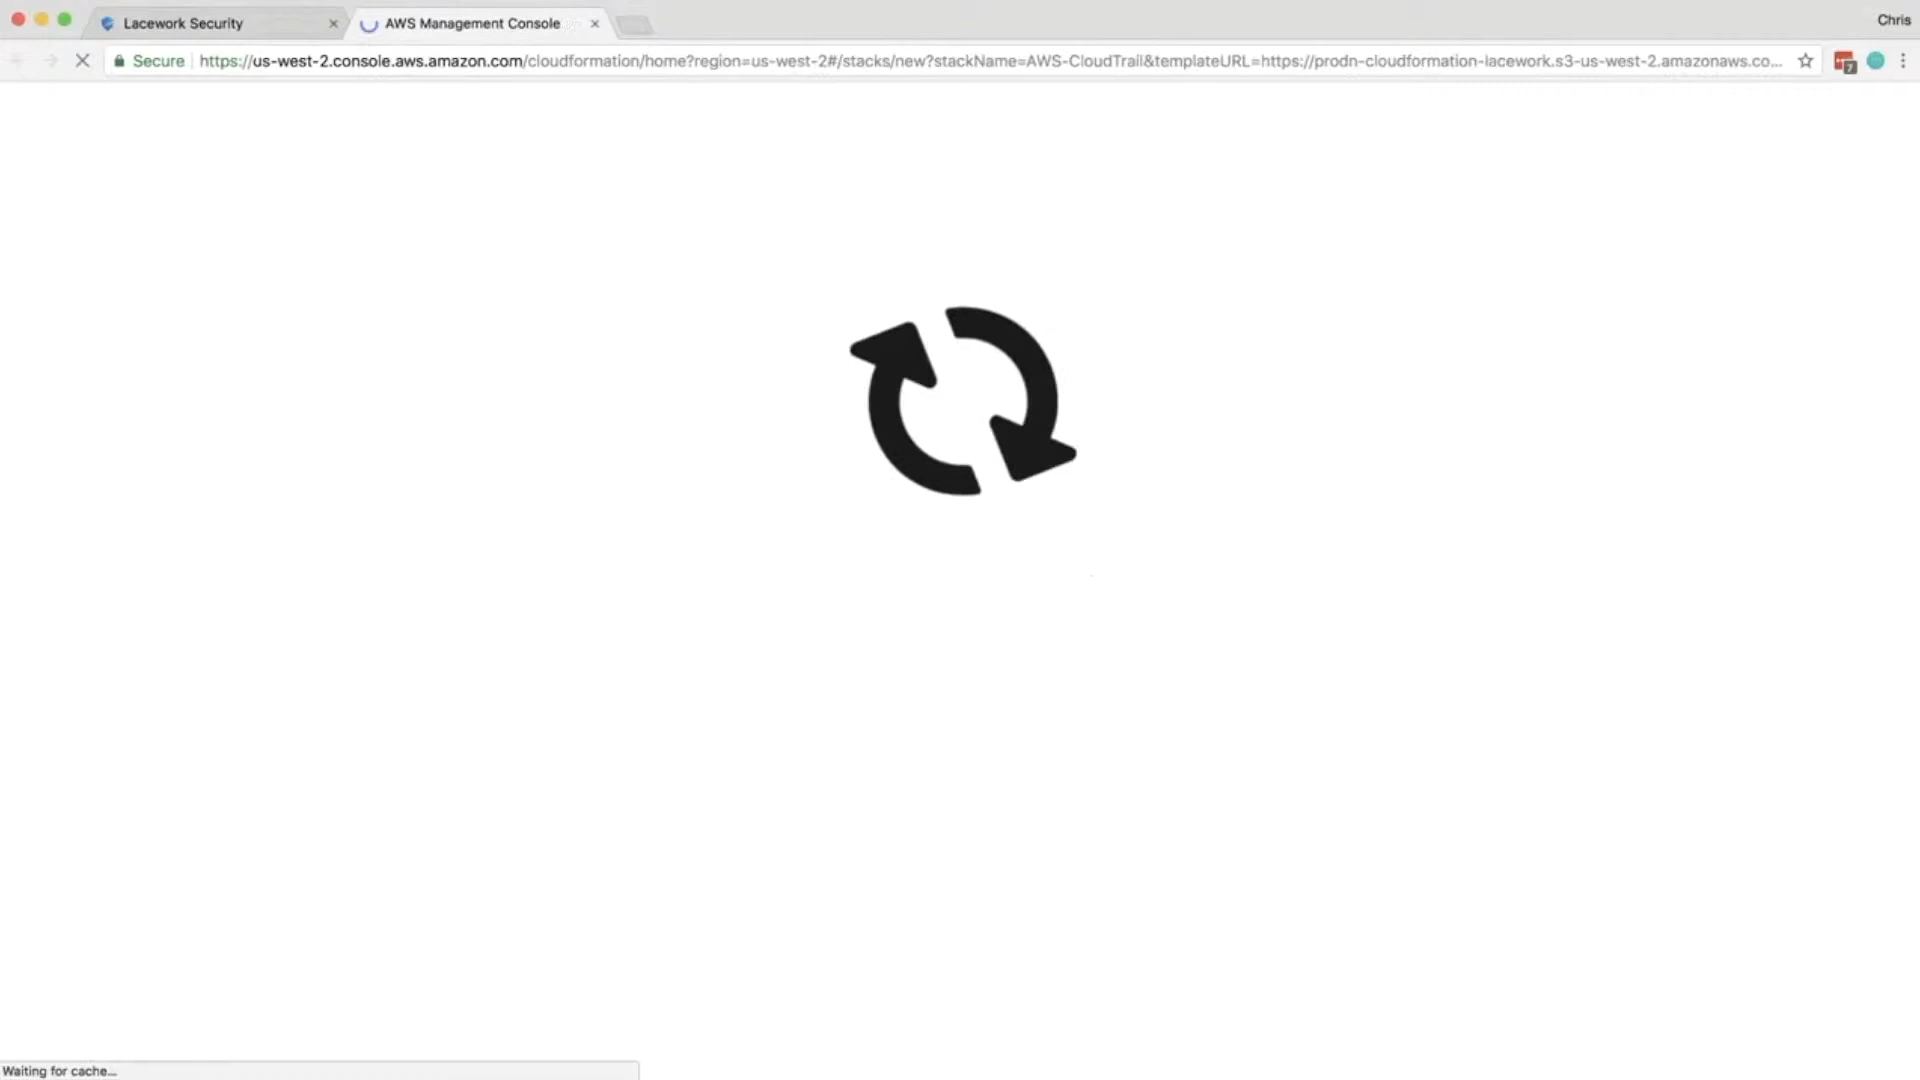 Lacework Security
AWS Management Console
Chris
Secure
https://us-west-2.console.aws.amazon.com/cloudformation/home?region=us-west-2#/stacks/new?stackName=AWS-CloudTrail&templateURL=https://prodn-cloudformation-lacework.s3-us-west-2.amazonaws.co...
7
Waiting for cache...